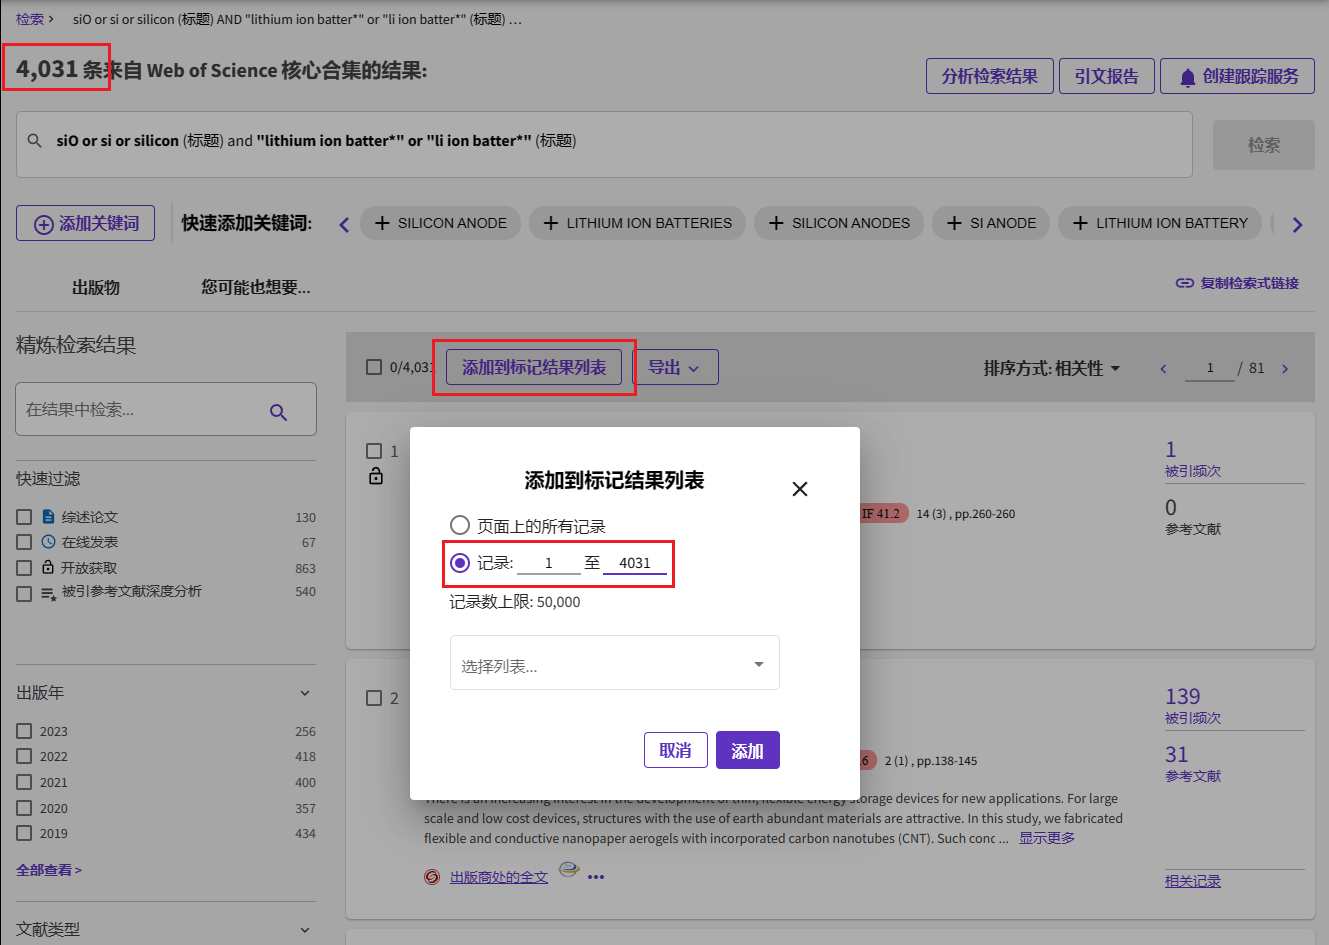 检索 > siO or si or silicon (标题) AND "lithium ion batter*" or "li ion batter*" (标题) …
4,031 条来自 Web of Science 核心合集的结果:
分析检索结果
引文报告
创建跟踪服务
siO or si or silicon (标题) and "lithium ion batter*" or "li ion batter*" (标题)
检索
添加关键词
快速添加关键词:
SILICON ANODE
LITHIUM ION BATTERIES
SILICON ANODES
SI ANODE
LITHIUM ION BATTERY
出版物
您可能也想要...
复制检索式链接
精炼检索结果
在结果中检索...
快速过滤
综述论文 130
在线发表 67
开放获取 863
被引参考文献深度分析 540
出版年
2023 256
2022 418
2021 400
2020 357
2019 434
全部查看 >
文献类型
0/4,031
添加到标记结果列表
导出
排序方式: 相关性
1 / 81
1
IF 41.2 14 (3) , pp.260-260
1
被引频次
0
参考文献
添加到标记结果列表
页面上的所有记录
记录: 1 至 4031
记录数上限: 50,000
选择列表...
取消
添加
2
6 2 (1) , pp.138-145
There is an increasing interest in the development of thin, flexible energy storage devices for new applications. For large
scale and low cost devices, structures with the use of earth abundant materials are attractive. In this study, we fabricated
flexible and conductive nanopaper aerogels with incorporated carbon nanotubes (CNT). Such conc ... 显示更多
出版商处的全文
139
被引频次
31
参考文献
相关记录